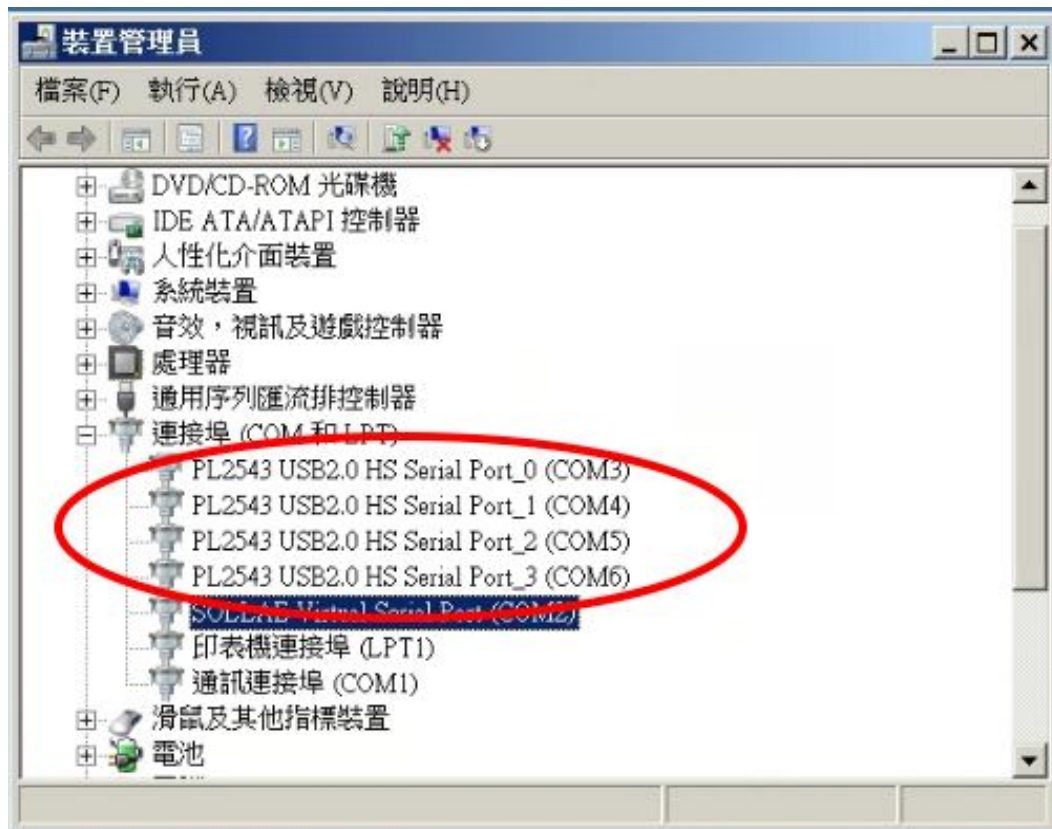 裝置管理員
檔案(F) 執行(A) 檢視(V) 說明(H)
DVD/CD-ROM 光碟機
IDE ATA/ATAPI 控制器
人性化介面裝置
系統裝置
音效，視訊及遊戲控制器
處理器
通用序列匯流排控制器
連接埠 (COM 和 LPT)
PL2543 USB2.0 HS Serial Port_0 (COM3)
PL2543 USB2.0 HS Serial Port_1 (COM4)
PL2543 USB2.0 HS Serial Port_2 (COM5)
PL2543 USB2.0 HS Serial Port_3 (COM6)
SOLLAE Virtual Serial Port (COM2)
印表機連接埠 (LPT1)
通訊連接埠 (COM1)
滑鼠及其他指標裝置
電池